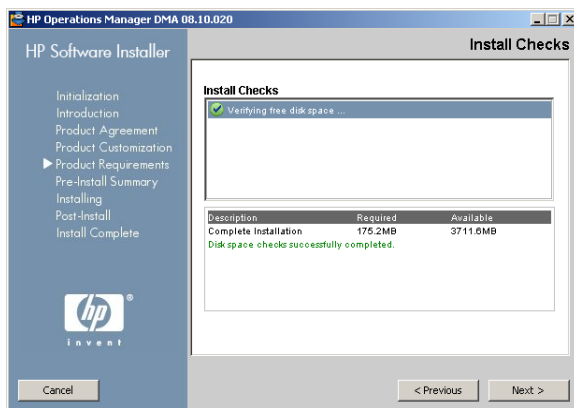 HP Operations Manager DMA 08.10.020
HP Software Installer
Install Checks
Initialization
Introduction
Product Agreement
Product Customization
Product Requirements
Pre-Install Summary
Installing
Post-Install
Install Complete
hp ®
invent
Install Checks
Verifying free disk space ...
Description Required Available
Complete Installation 175.2MB 3711.6MB
Disk space checks successfully completed.
Cancel
< Previous
Next >